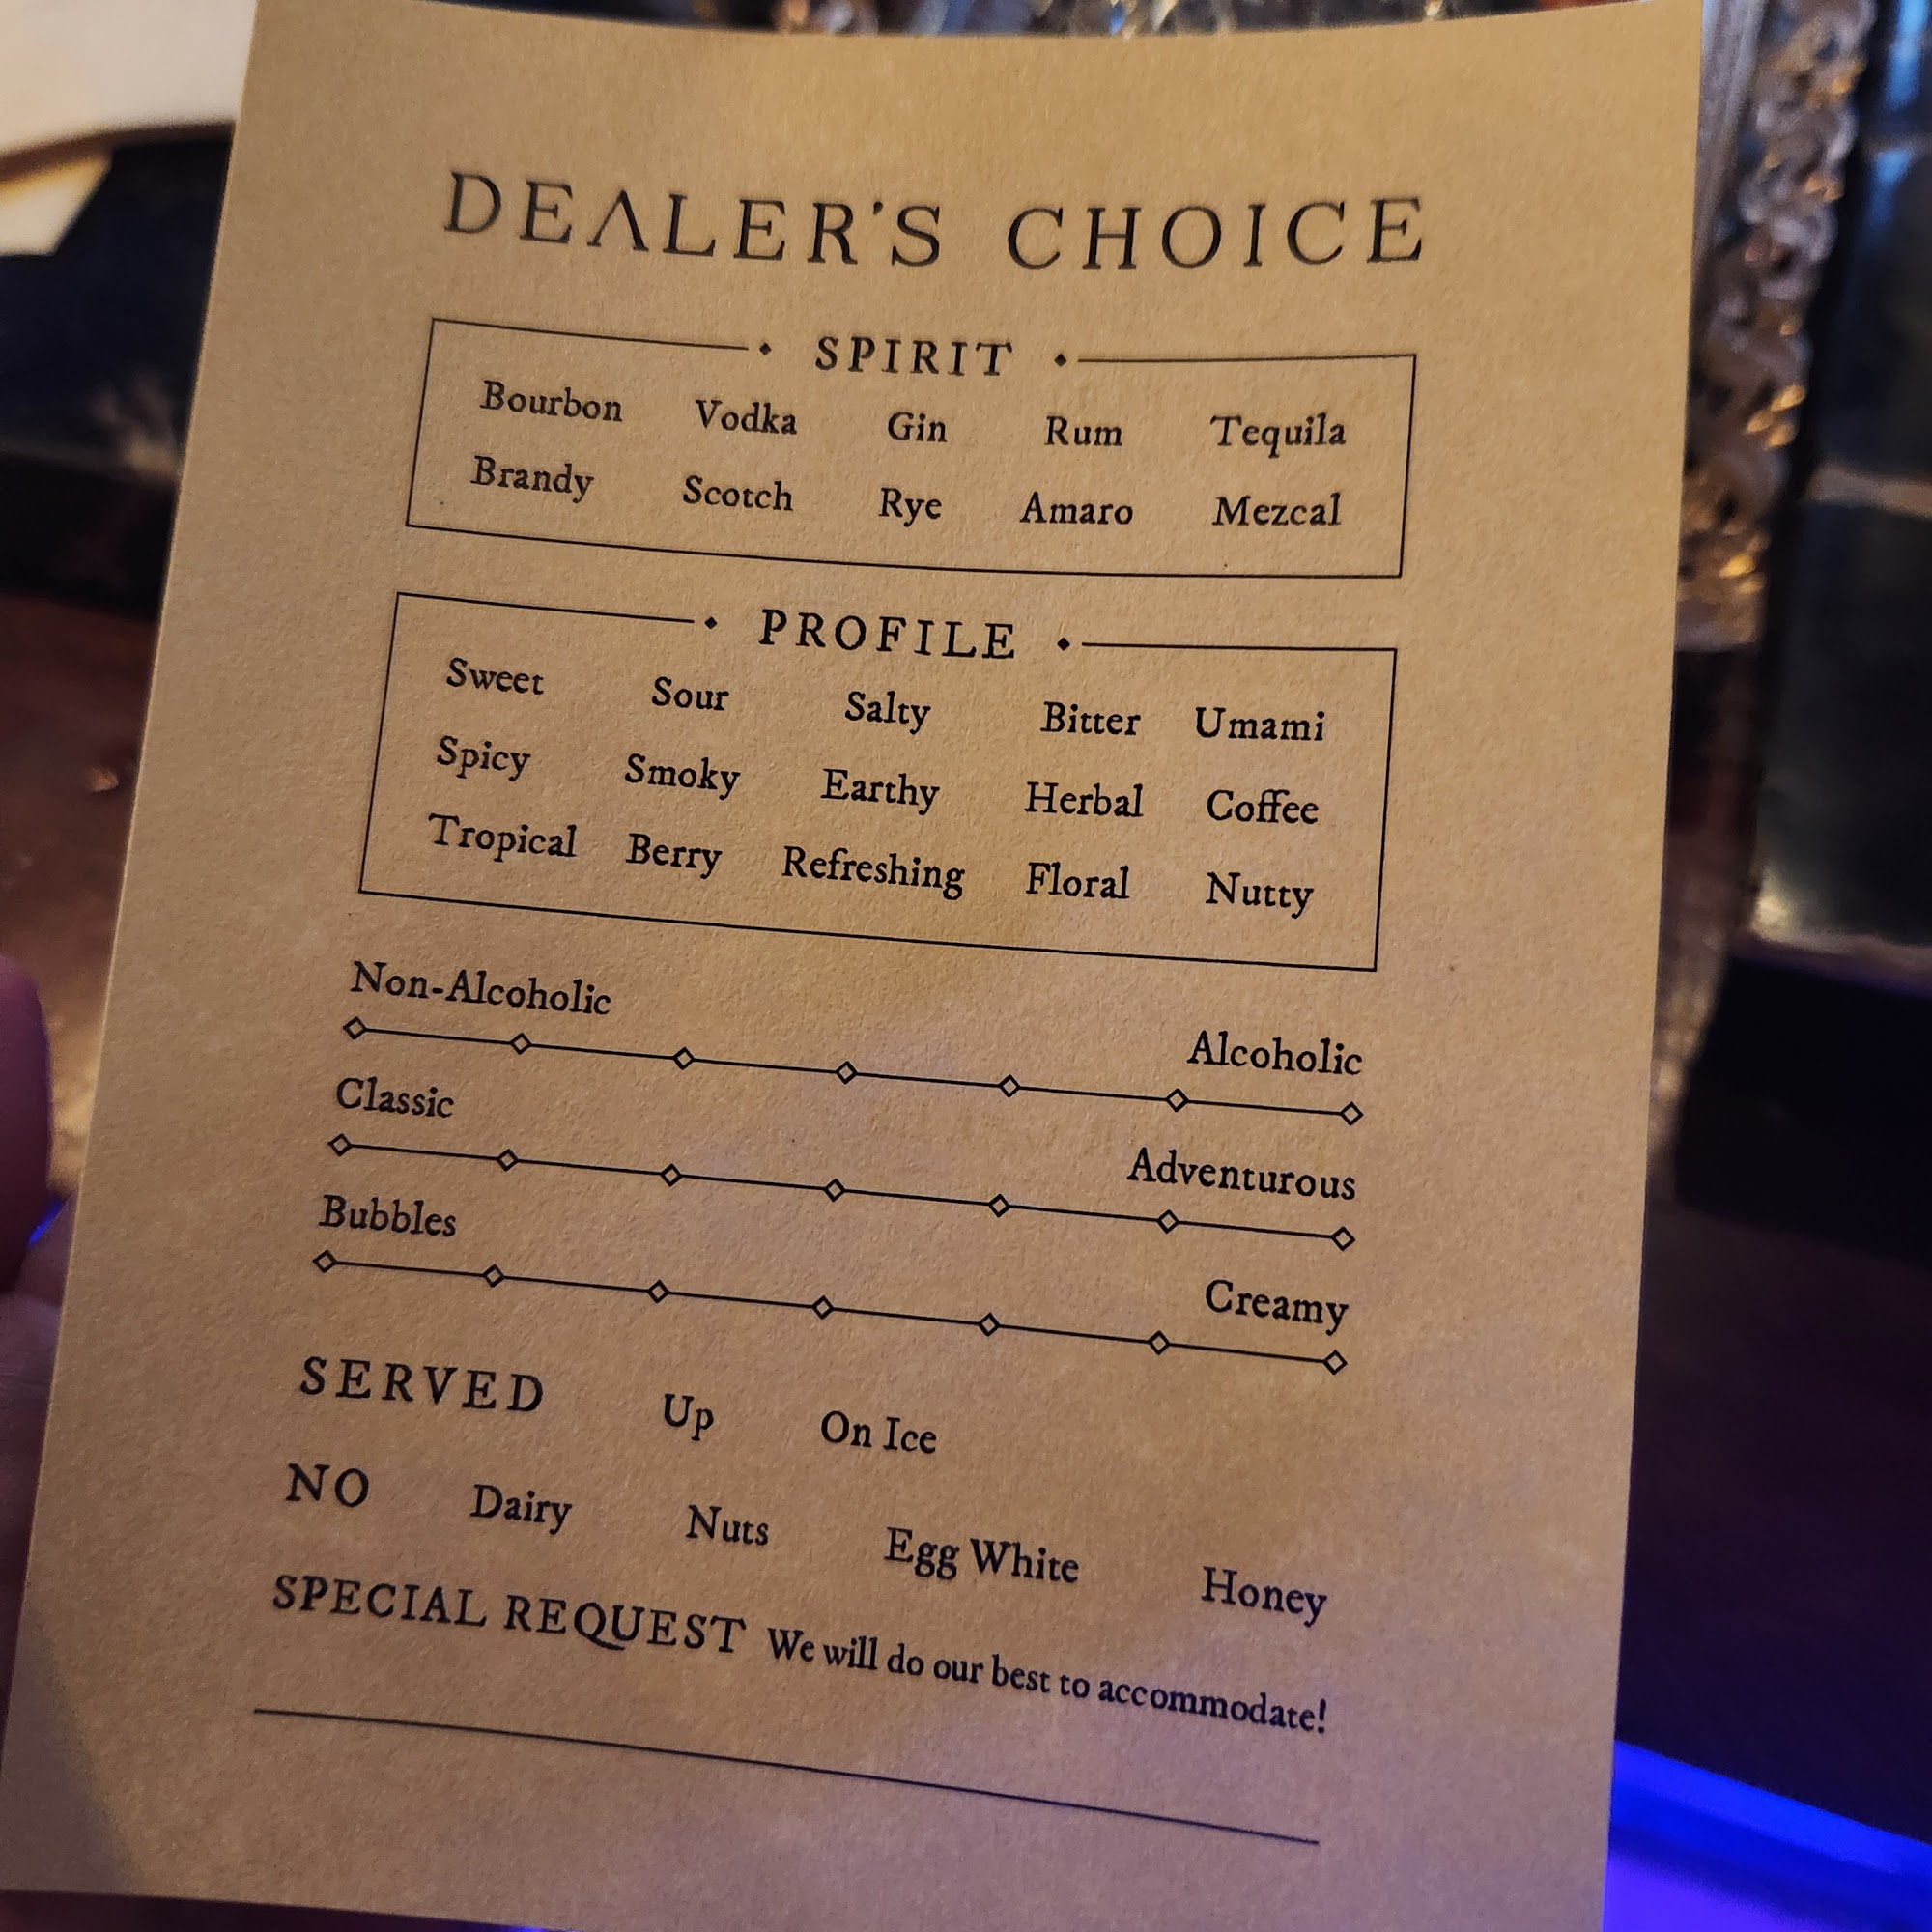 DEALER'S CHOICE
SPIRIT
Bourbon Vodka Gin Rum Tequila
Brandy Scotch Rye Amaro Mezcal
PROFILE
Sweet Sour Salty Bitter Umami
Spicy Smoky Earthy Herbal Coffee
Tropical Berry Refreshing Floral Nutty
Non-Alcoholic Alcoholic
Classic Adventurous
Bubbles Creamy
SERVED Up On Ice
NO Dairy Nuts Egg White Honey
SPECIAL REQUEST We will do our best to accommodate!